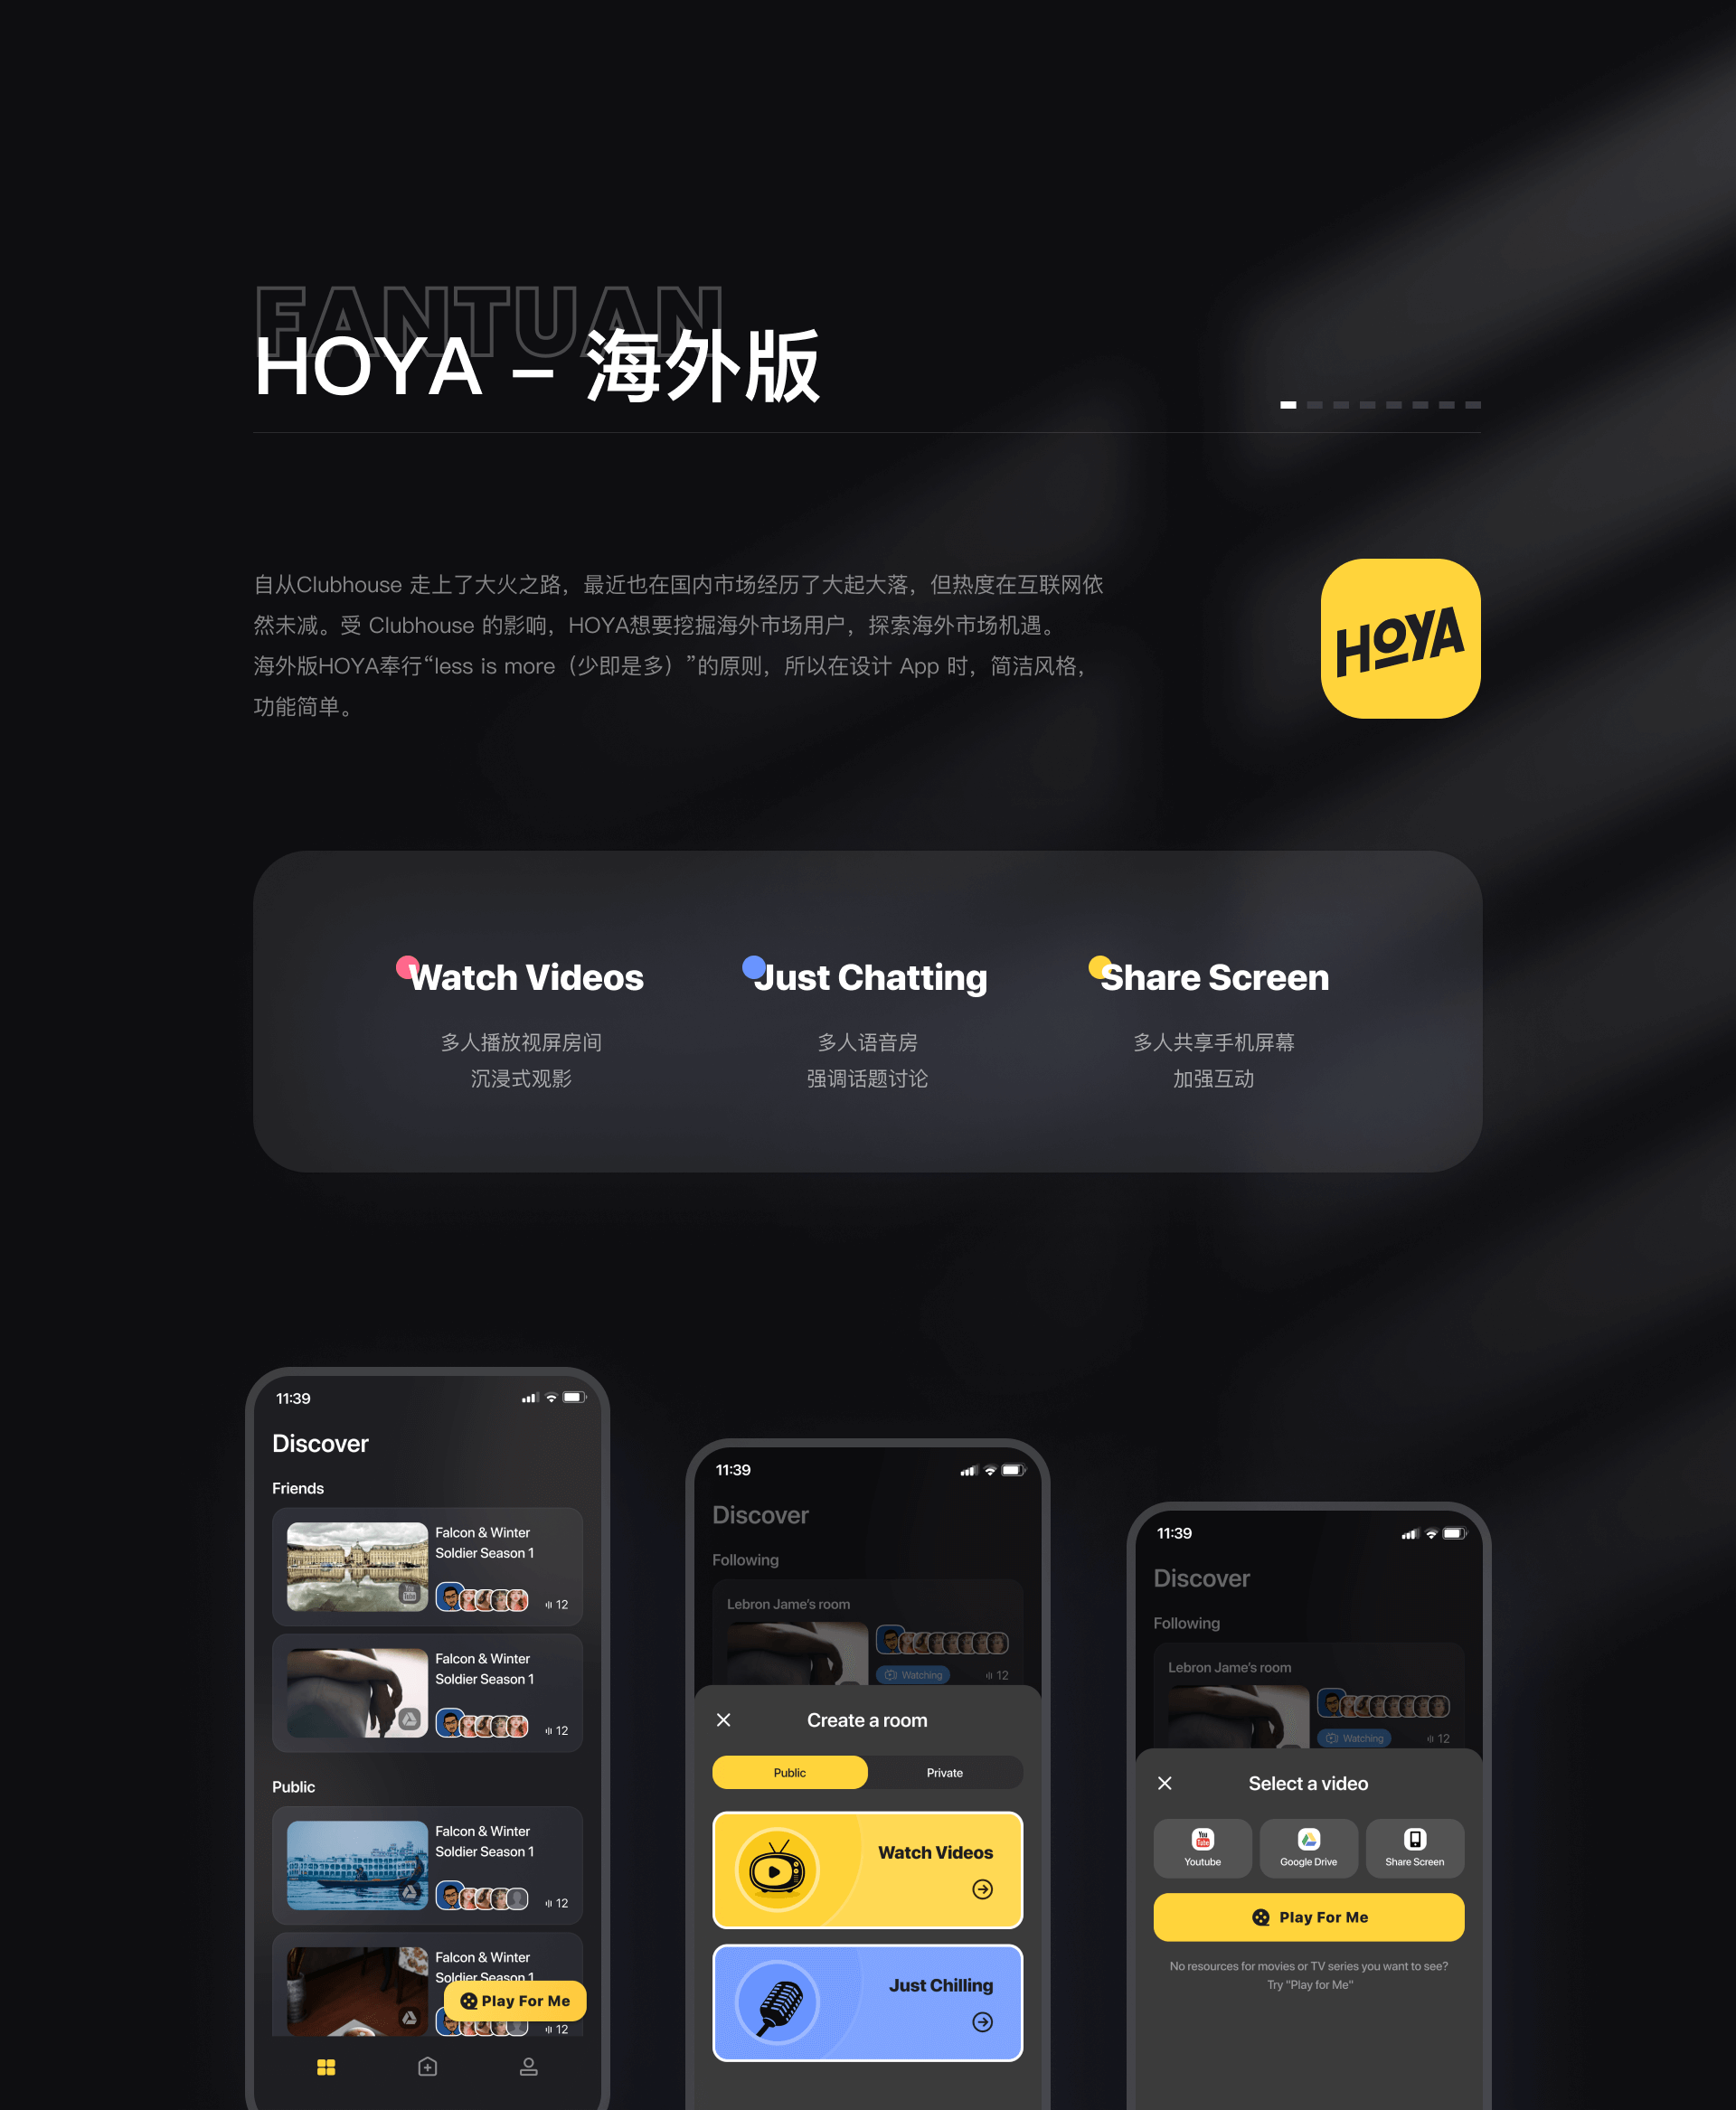 FANTUAN
HOYA – 海外版
自从Clubhouse 走上了大火之路，最近也在国内市场经历了大起大落，但热度在互联网依
然未减。受 Clubhouse 的影响，HOYA想要挖掘海外市场用户，探索海外市场机遇。
海外版HOYA奉行“less is more（少即是多）”的原则，所以在设计 App 时，简洁风格，
功能简单。
HOYA
Watch Videos
多人播放视屏房间
沉浸式观影
Just Chatting
多人语音房
强调话题讨论
Share Screen
多人共享手机屏幕
加强互动
11:39
Discover
Friends
Falcon & Winter
Soldier Season 1
You
Tube
12
Falcon & Winter
Soldier Season 1
12
Public
Falcon & Winter
Soldier Season 1
12
Falcon & Winter
Soldier Season 1
Play For Me
12
11:39
Discover
Following
Lebron Jame's room
Watching
12
Create a room
Public
Private
Watch Videos
Just Chilling
11:39
Discover
Following
Lebron Jame's room
Watching
12
Select a video
You
Tube
Youtube
Google Drive
Share Screen
Play For Me
No resources for movies or TV series you want to see?
Try "Play for Me"